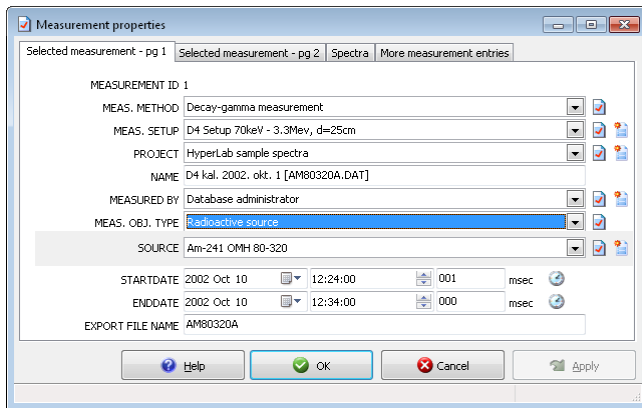 Measurement properties
Selected measurement - pg 1 Selected measurement - pg 2 Spectra More measurement entries
MEASUREMENT ID 1
MEAS. METHOD Decay-gamma measurement
MEAS. SETUP D4 Setup 70keV - 3.3Mev, d=25cm
PROJECT HyperLab sample spectra
NAME D4 kal. 2002. okt. 1 [AM80320A.DAT]
MEASURED BY Database administrator
MEAS. OBJ. TYPE Radioactive source
SOURCE Am-241 OMH 80-320
STARTDATE 2002 Oct 10 12:24:00 001 msec
ENDDATE 2002 Oct 10 12:34:00 000 msec
EXPORT FILE NAME AM80320A
Help OK Cancel Apply